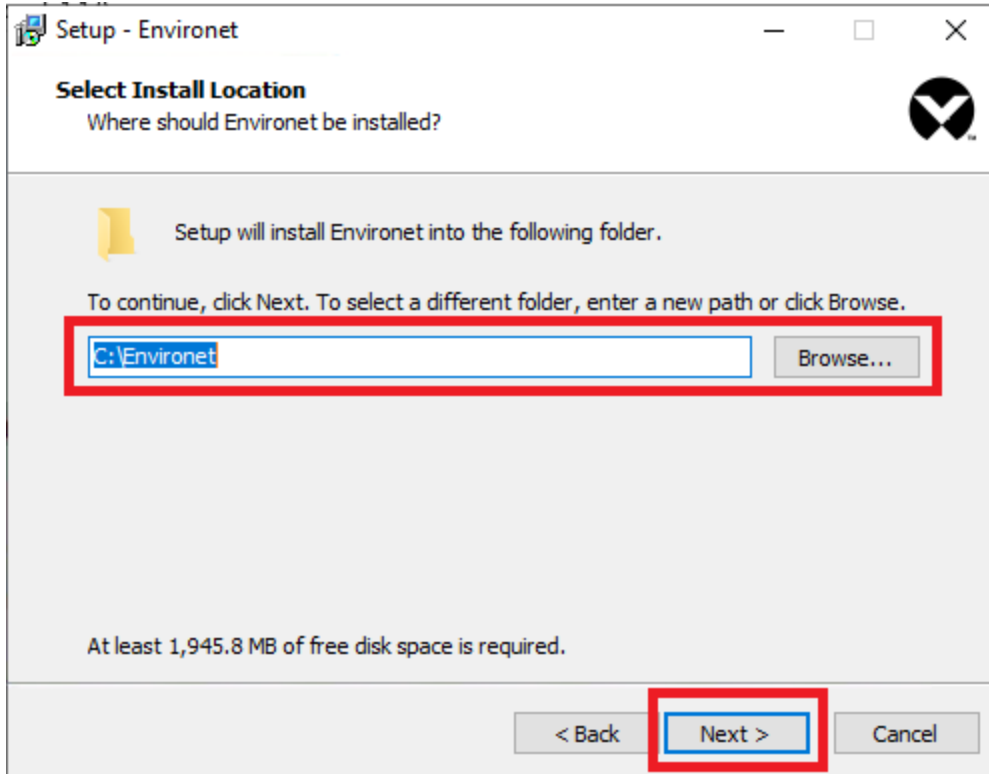 Setup - Environet
Select Install Location
Where should Environet be installed?
Setup will install Environet into the following folder.
To continue, click Next. To select a different folder, enter a new path or click Browse.
C:\Environet
Browse...
At least 1,945.8 MB of free disk space is required.
< Back
Next >
Cancel